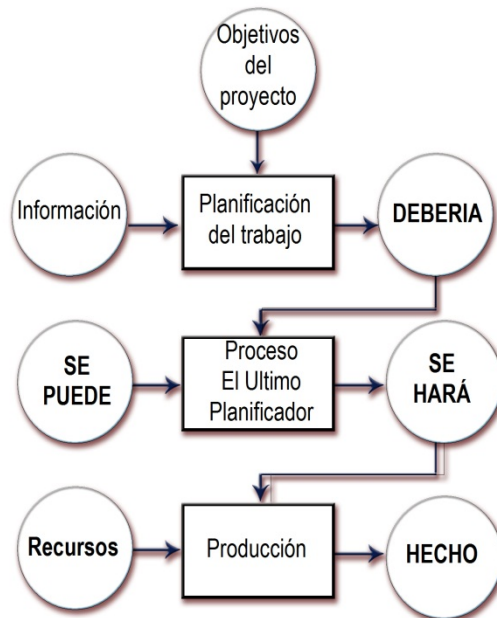 Objetivos
del
proyecto
Información
Planificación
del trabajo
DEBERIA
SE
PUEDE
Proceso
El Ultimo
Planificador
SE
HARÁ
Recursos
Producción
HECHO